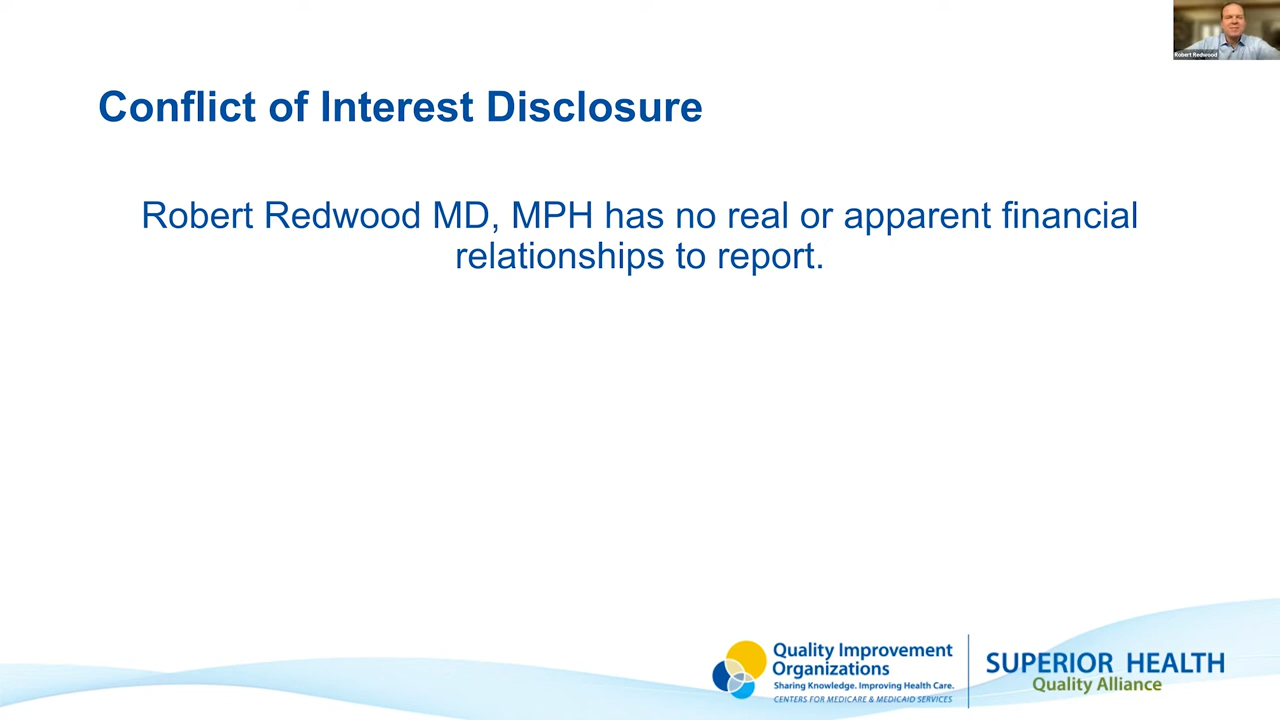 Robert Redwood
Conflict of Interest Disclosure
Robert Redwood MD, MPH has no real or apparent financial
relationships to report.
Quality Improvement
Organizations
Sharing Knowledge. Improving Health Care.
CENTERS FOR MEDICARE & MEDICAID SERVICES
SUPERIOR HEALTH
Quality Alliance